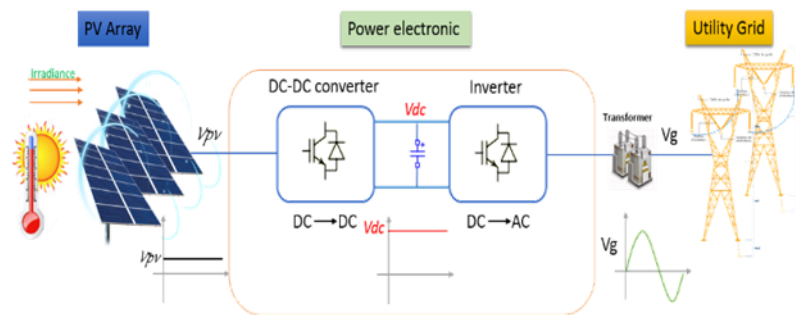 PV Array
Power electronic
Utility Grid
Irradiance
DC-DC converter
Inverter
Vdc
Transformer
Vpv
Vg
DC→DC
DC→AC
Vdc
Vpv
Vg